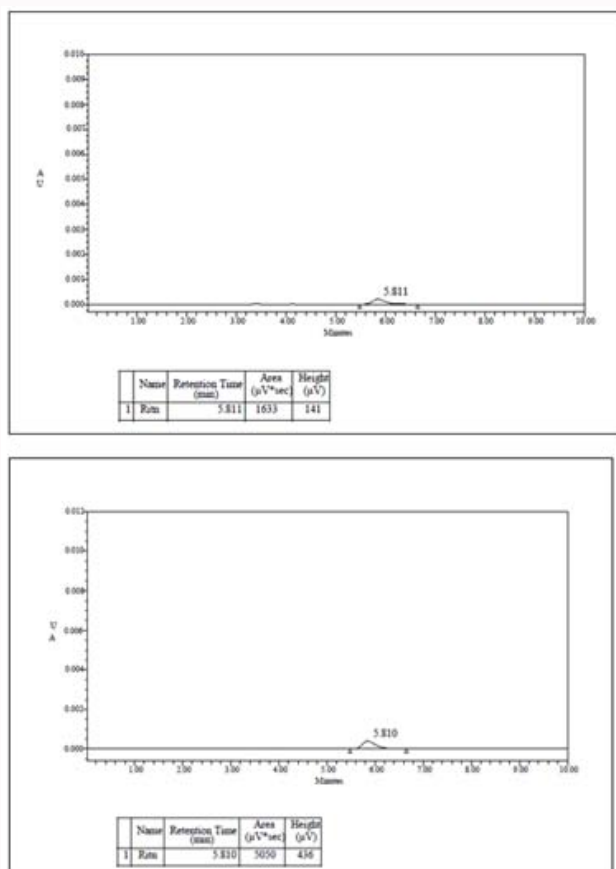 0.010
0.009
0.008
0.007
0.006
A
U
0.005
0.004
0.003
0.002
0.001
5.811
0.000
1.00 2.00 3.00 4.00 5.00 6.00 7.00 8.00 9.00 10.00
Minutes
Name Retention Time (min) Area (µV*sec) Height (µV)
1 Ritn 5.811 1633 141
0.012
0.010
0.008
U
A
0.006
0.004
0.002
5.810
0.000
1.00 2.00 3.00 4.00 5.00 6.00 7.00 8.00 9.00 10.00
Minutes
Name Retention Time (min) Area (µV*sec) Height (µV)
1 Ritn 5.810 5050 436